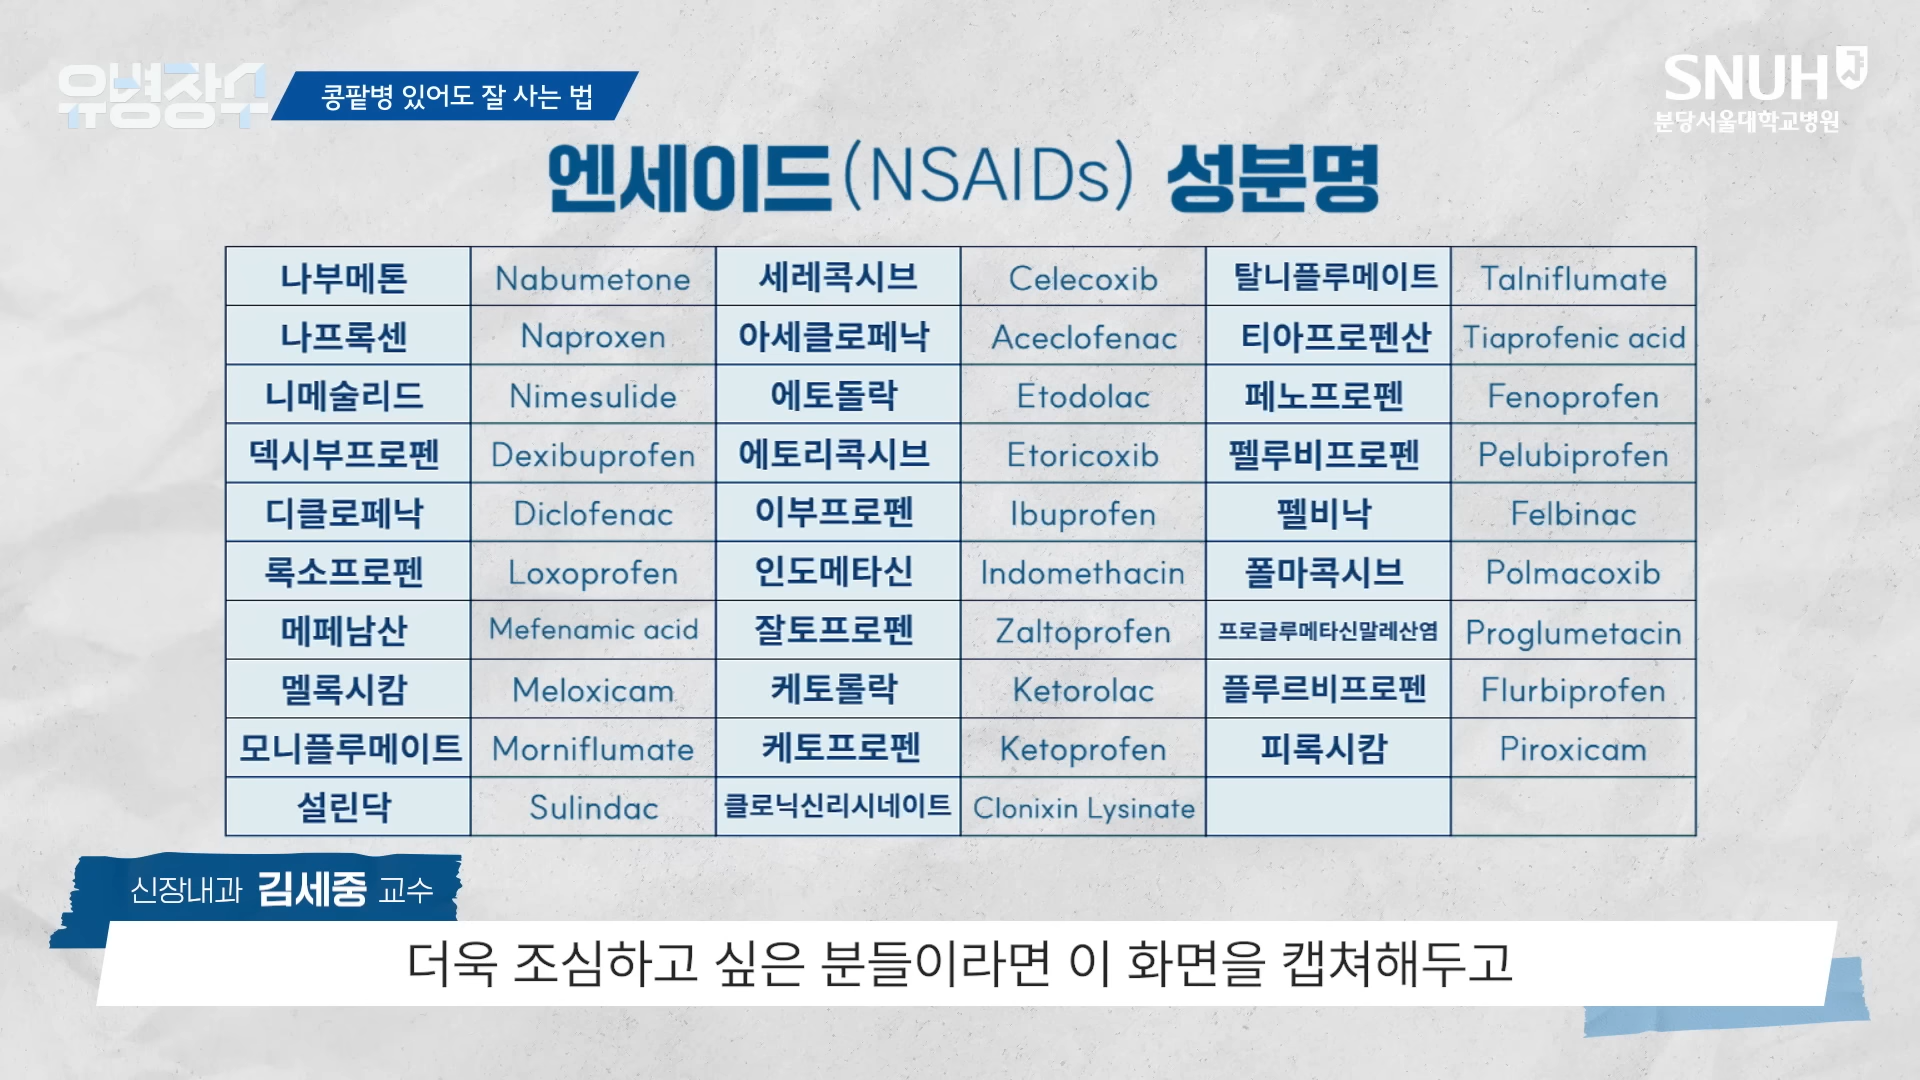 유병장수
콩팥병 있어도 잘 사는 법
SNUH
분당서울대학교병원
엔세이드(NSAIDs) 성분명
나부메톤 Nabumetone 세레콕시브 Celecoxib 탈니플루메이트 Talniflumate
나프록센 Naproxen 아세클로페낙 Aceclofenac 티아프로펜산 Tiaprofenic acid
니메술리드 Nimesulide 에토돌락 Etodolac 페노프로펜 Fenoprofen
덱시부프로펜 Dexibuprofen 에토리콕시브 Etoricoxib 펠루비프로펜 Pelubiprofen
디클로페낙 Diclofenac 이부프로펜 Ibuprofen 펠비낙 Felbinac
록소프로펜 Loxoprofen 인도메타신 Indomethacin 폴마콕시브 Polmacoxib
메페남산 Mefenamic acid 잘토프로펜 Zaltoprofen 프로글루메타신말레산염 Proglumetacin
멜록시캄 Meloxicam 케토롤락 Ketorolac 플루르비프로펜 Flurbiprofen
모니플루메이트 Morniflumate 케토프로펜 Ketoprofen 피록시캄 Piroxicam
설린닥 Sulindac 클로닉신리시네이트 Clonixin Lysinate
신장내과 김세중 교수
더욱 조심하고 싶은 분들이라면 이 화면을 캡쳐해두고